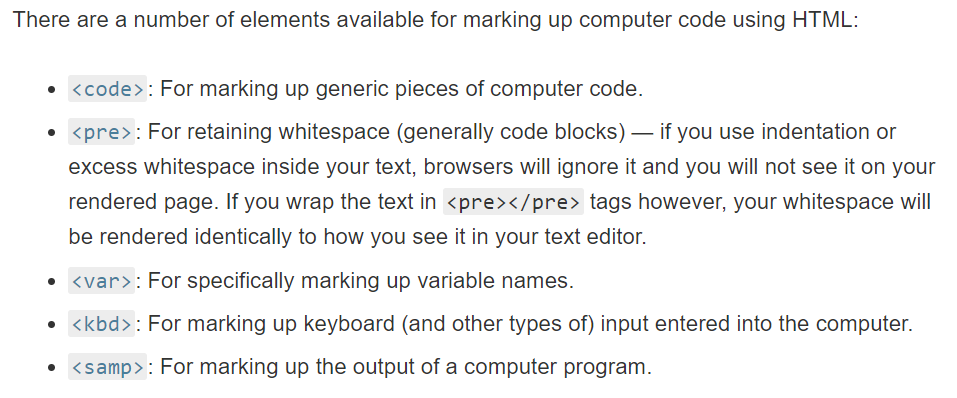 There are a number of elements available for marking up computer code using HTML:
• <code>: For marking up generic pieces of computer code.
• <pre>: For retaining whitespace (generally code blocks) — if you use indentation or
excess whitespace inside your text, browsers will ignore it and you will not see it on your
rendered page. If you wrap the text in <pre></pre> tags however, your whitespace will
be rendered identically to how you see it in your text editor.
• <var>: For specifically marking up variable names.
• <kbd>: For marking up keyboard (and other types of) input entered into the computer.
• <samp>: For marking up the output of a computer program.